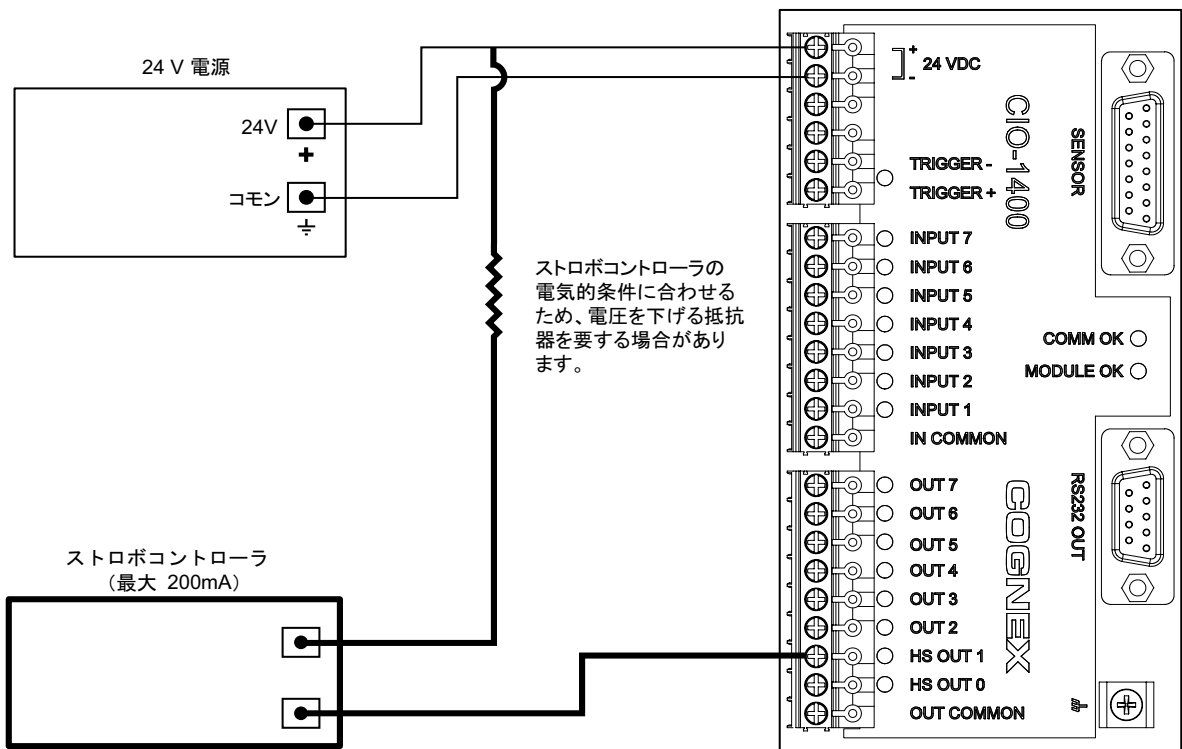 24 V 電源
24V
+
コモン
ストロボコントローラの
電気的条件に合わせる
ため、電圧を下げる抵抗
器を要する場合があり
ます。
ストロボコントローラ
（最大 200mA）
+
24 VDC
-
TRIGGER -
TRIGGER +
CIO-1400
SENSOR
INPUT 7
INPUT 6
INPUT 5
INPUT 4
INPUT 3
INPUT 2
INPUT 1
IN COMMON
COMM OK
MODULE OK
OUT 7
OUT 6
OUT 5
OUT 4
OUT 3
OUT 2
HS OUT 1
HS OUT 0
OUT COMMON
COGNEX
RS232 OUT